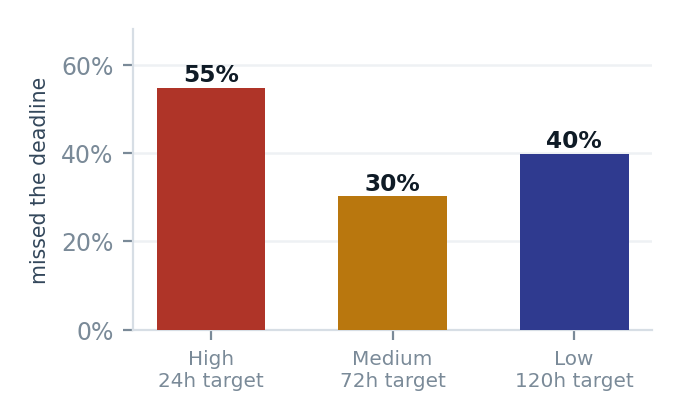 missed the deadline
60%
40%
20%
0%
55%
30%
40%
High
24h target
Medium
72h target
Low
120h target